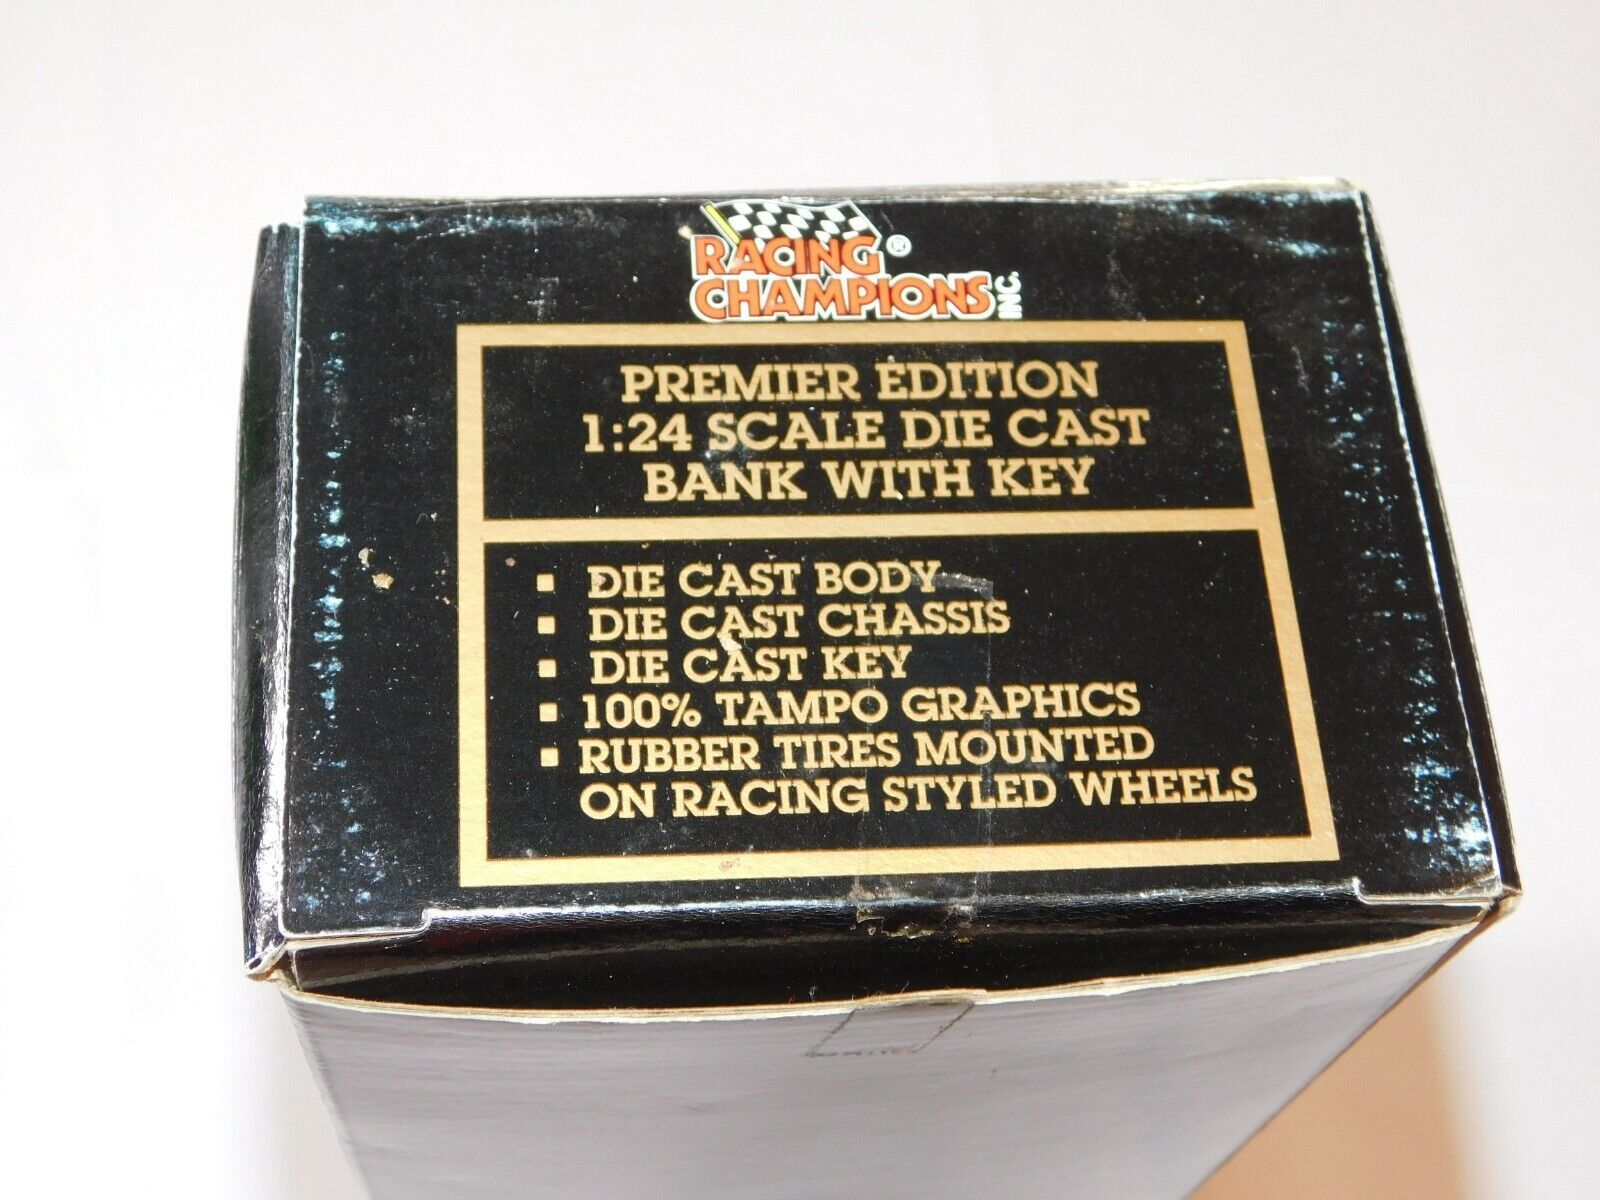 RACING ®
CHAMPIONS INC.
PREMIER EDITION
1:24 SCALE DIE CAST
BANK WITH KEY
▪ DIE CAST BODY
▪ DIE CAST CHASSIS
▪ DIE CAST KEY
▪ 100% TAMPO GRAPHICS
▪ RUBBER TIRES MOUNTED
ON RACING STYLED WHEELS